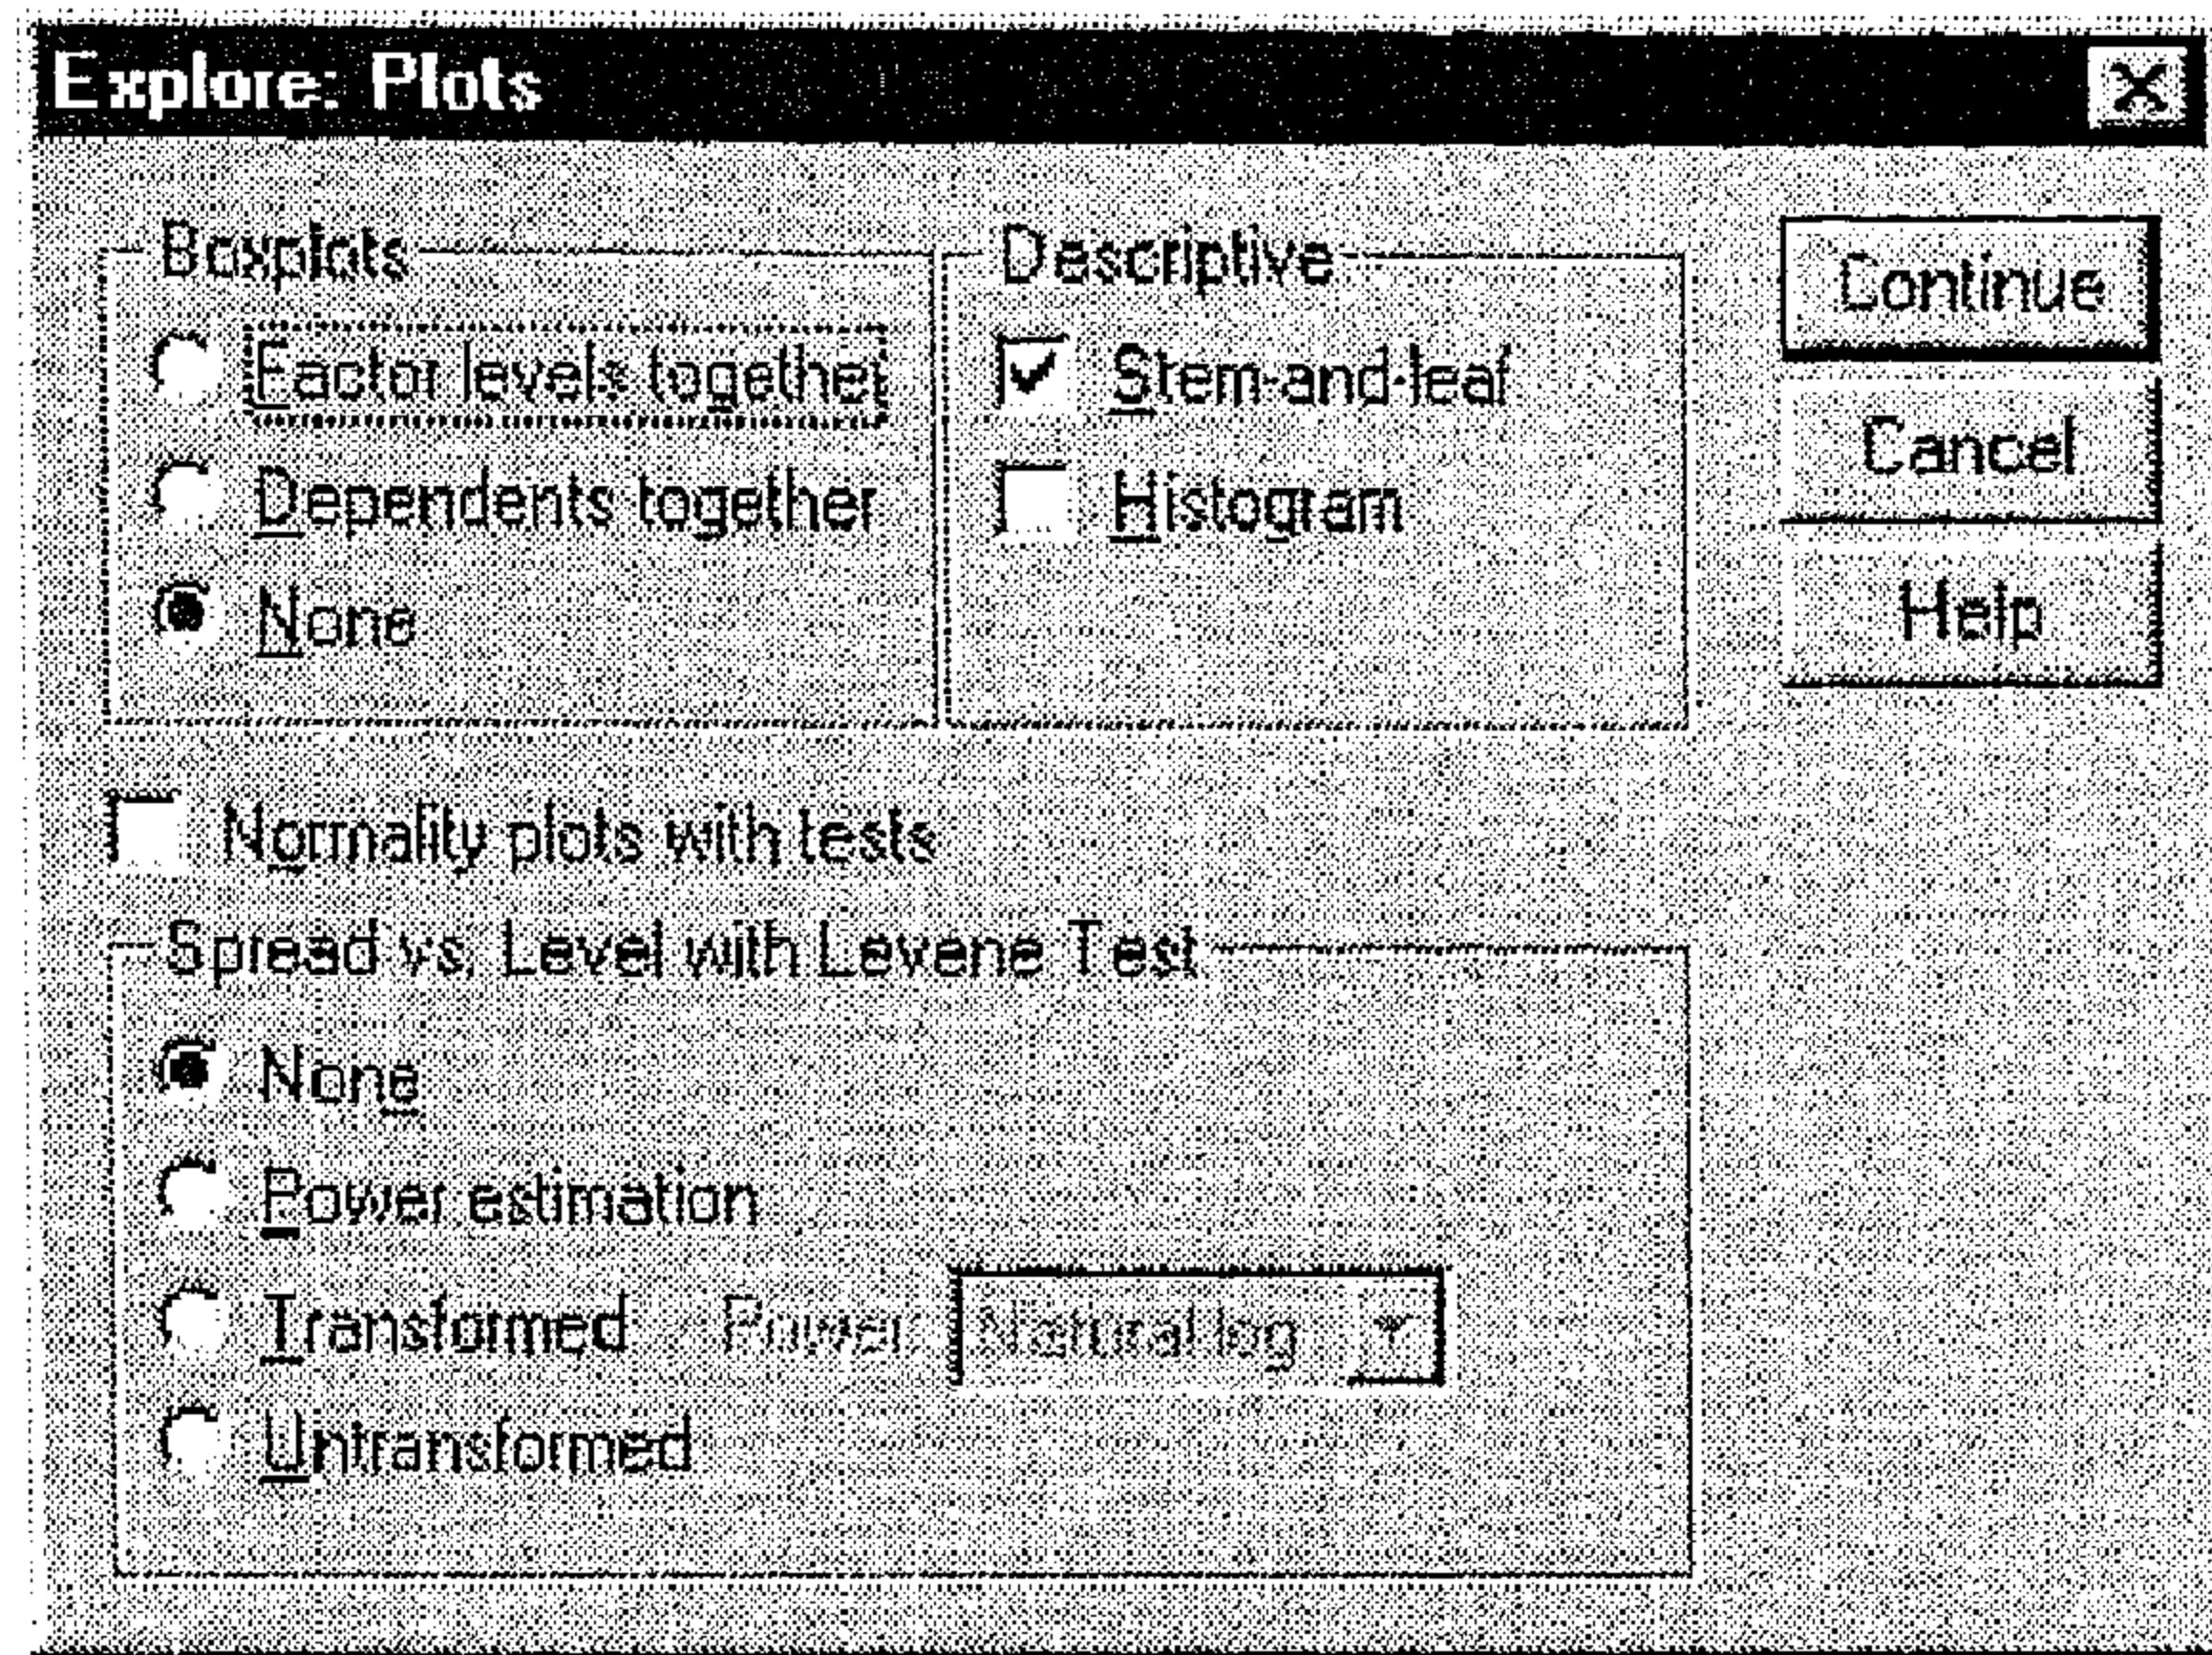 Explore: Plots
Boxplots
Factor levels together
Dependents together
None
Descriptive
Stem-and-leaf
Histogram
Continue
Cancel
Help
Normality plots with tests
Spread vs. Level with Levene Test
None
Power estimation
Transformed Power: Natural log
Untransformed